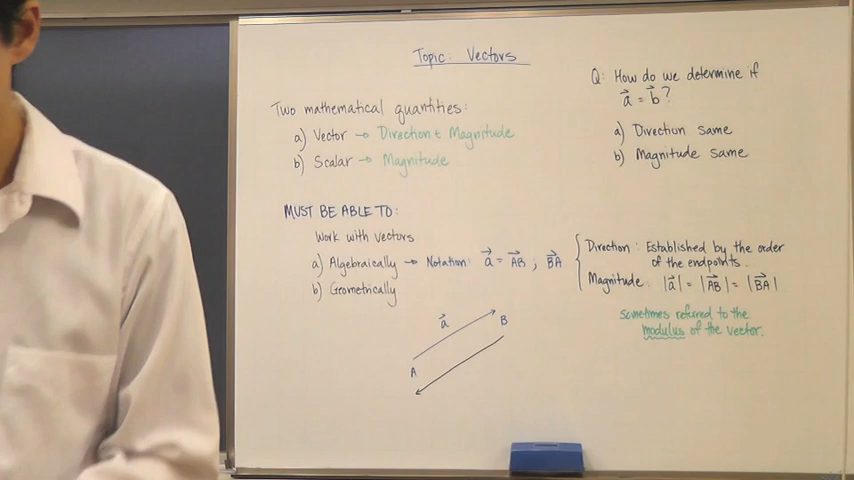 Topic: Vectors
Two mathematical quantities:
a) Vector → Direction & Magnitude
b) Scalar → Magnitude
MUST BE ABLE TO:
Work with vectors
a) Algebraically → Notation: a⃗ = AB⃗ ; BA⃗
b) Geometrically
a⃗
B
A
Q: How do we determine if
a⃗ = b⃗ ?
a) Direction same
b) Magnitude same
Direction: Established by the order
of the endpoints.
Magnitude: |a⃗| = |AB⃗| = |BA⃗|
sometimes referred to the
modulus of the vector.